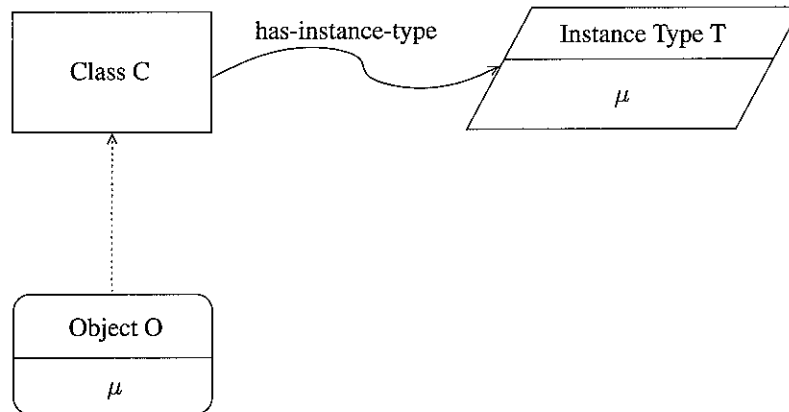 has-instance-type
Instance Type T
Class C
μ
Object O
μ